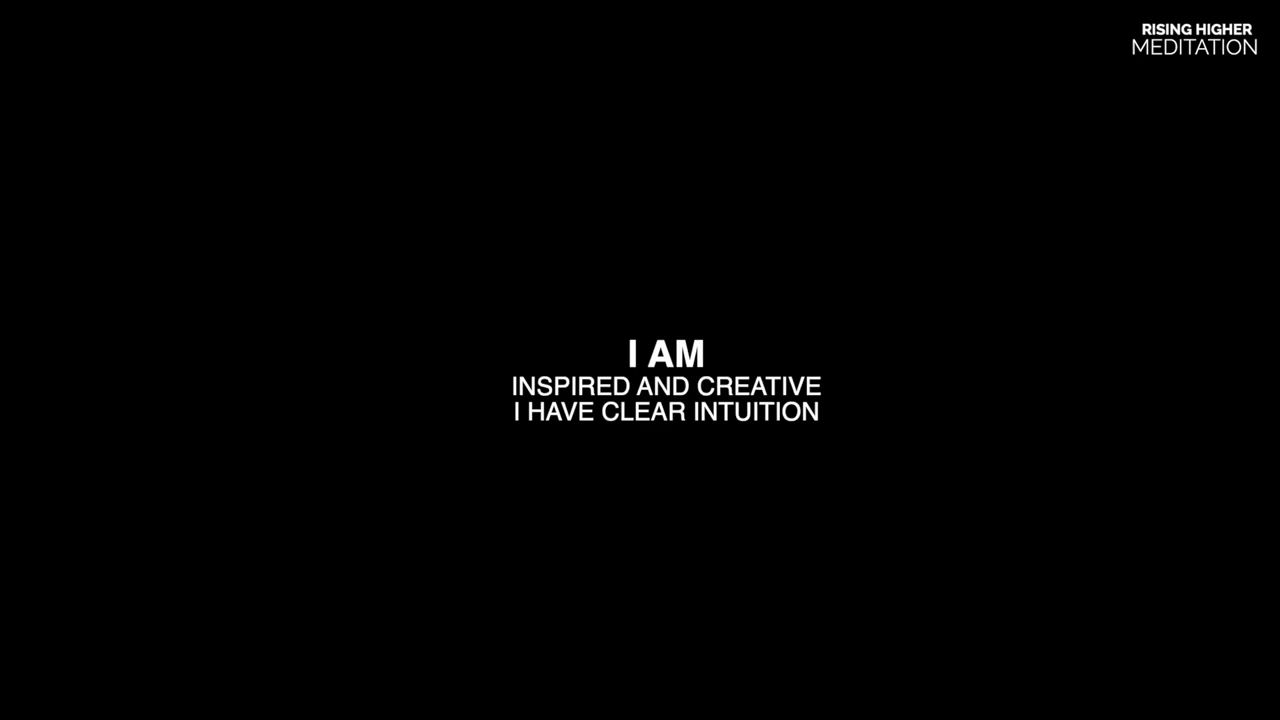 RISING HIGHER
MEDITATION
I AM
INSPIRED AND CREATIVE
I HAVE CLEAR INTUITION